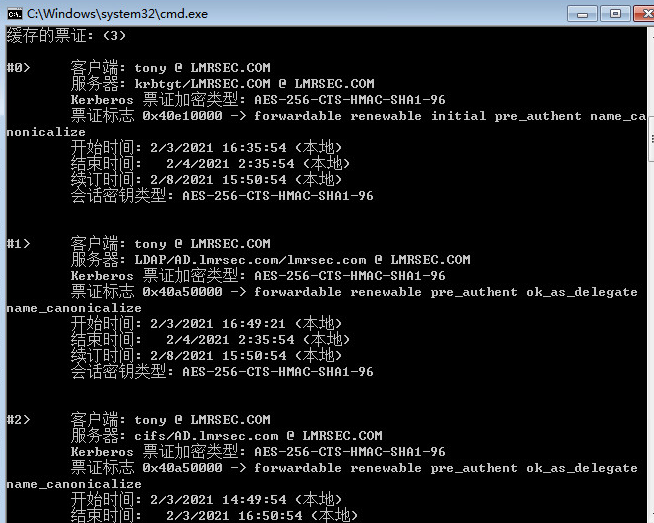 C:\Windows\system32\cmd.exe
缓存的票证: (3)
#0>     客户端: tony @ LMRSEC.COM
        服务器: krbtgt/LMRSEC.COM @ LMRSEC.COM
        Kerberos 票证加密类型: AES-256-CTS-HMAC-SHA1-96
        票证标志 0x40e10000 -> forwardable renewable initial pre_authent name_ca
nonicalize
        开始时间: 2/3/2021 16:35:54 (本地)
        结束时间:   2/4/2021 2:35:54 (本地)
        续订时间: 2/8/2021 15:50:54 (本地)
        会话密钥类型: AES-256-CTS-HMAC-SHA1-96
#1>     客户端: tony @ LMRSEC.COM
        服务器: LDAP/AD.lmrsec.com/lmrsec.com @ LMRSEC.COM
        Kerberos 票证加密类型: AES-256-CTS-HMAC-SHA1-96
        票证标志 0x40a50000 -> forwardable renewable pre_authent ok_as_delegate
name_canonicalize
        开始时间: 2/3/2021 16:49:21 (本地)
        结束时间:   2/4/2021 2:35:54 (本地)
        续订时间: 2/8/2021 15:50:54 (本地)
        会话密钥类型: AES-256-CTS-HMAC-SHA1-96
#2>     客户端: tony @ LMRSEC.COM
        服务器: cifs/AD.lmrsec.com @ LMRSEC.COM
        Kerberos 票证加密类型: AES-256-CTS-HMAC-SHA1-96
        票证标志 0x40a50000 -> forwardable renewable pre_authent ok_as_delegate
name_canonicalize
        开始时间: 2/3/2021 14:49:54 (本地)
        结束时间:   2/3/2021 16:50:54 (本地)